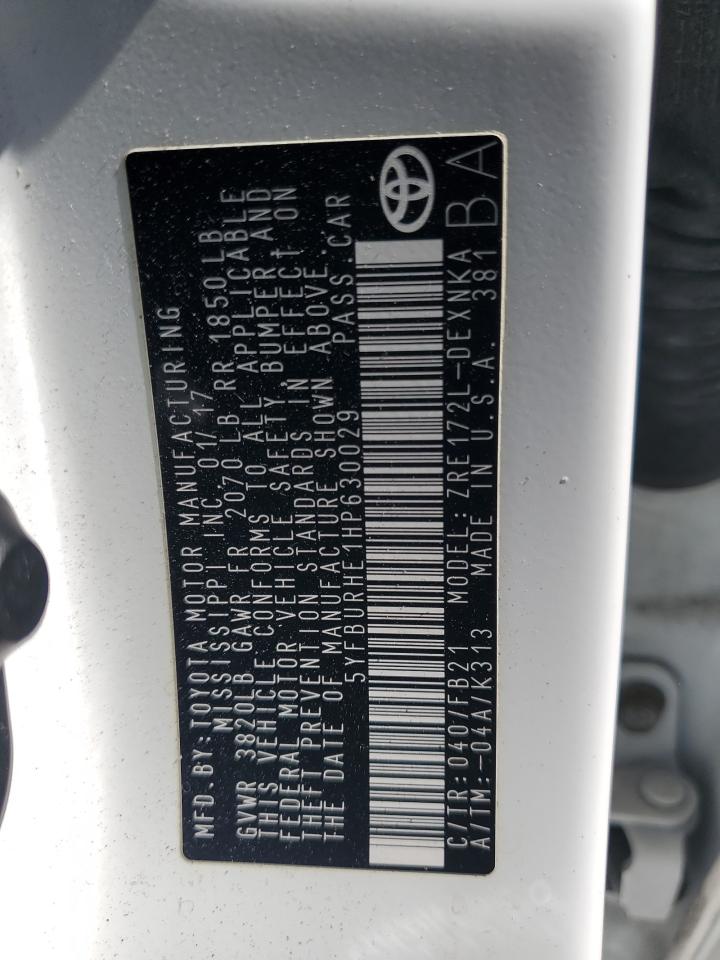 MFD.BY:TOYOTA MOTOR MANUFACTURING
MISSISSIPPI INC. 01/17
GVWR 3820LB GAWR FR 2070 LB RR 1850 LB
THIS VEHICLE CONFORMS TO ALL APPLICABLE
FEDERAL MOTOR VEHICLE SAFETY, BUMPER, AND
THEFT PREVENTION STANDARDS IN EFFECT ON
THE DATE OF MANUFACTURE SHOWN ABOVE.
5YFBURHE1HP630029 PASS.CAR
C/TR:040/FB21 MODEL:ZRE172L-DEXNKA
A/TM:-04A/K313 MADE IN U.S.A. 381
BA